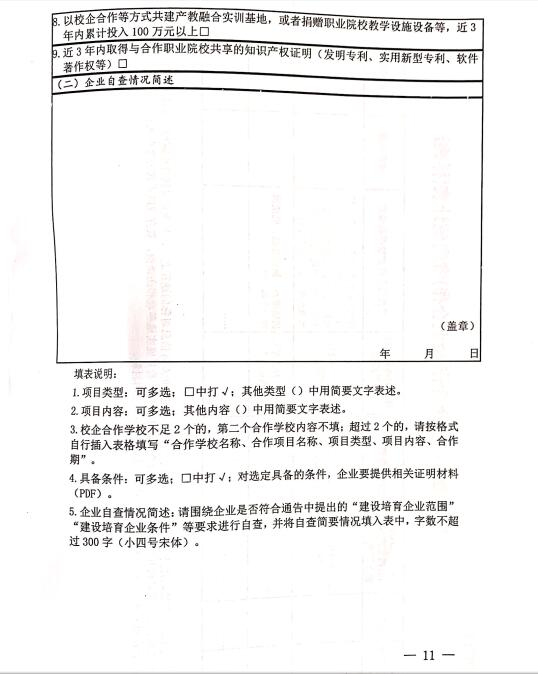 8. 以校企合作等方式共建产教融合实训基地，或者捐赠职业院校教学设施设备等，近 3
年内累计投入 100 万元以上□
9. 近 3 年内取得与合作职业院校共享的知识产权证明（发明专利、实用新型专利、软件
著作权等）□
（二）企业自查情况简述
（盖章）
年 月 日
填表说明：
1. 项目类型：可多选；□中打 √；其他类型（）中用简要文字表述。
2. 项目内容：可多选；其他内容（）中用简要文字表述。
3. 校企合作学校不足 2 个的，第二个合作学校内容不填；超过 2 个的，请按格式
自行插入表格填写“合作学校名称、合作项目名称、项目类型、项目内容、合作
期”。
4. 具备条件：可多选；□中打 √；对选定具备的条件，企业要提供相关证明材料
（PDF）。
5. 企业自查情况简述：请围绕企业是否符合通告中提出的“建设培育企业范围”
“建设培育企业条件”等要求进行自查，并将自查简要情况填入表中，字数不超
过 300 字（小四号宋体）。
— 11 —